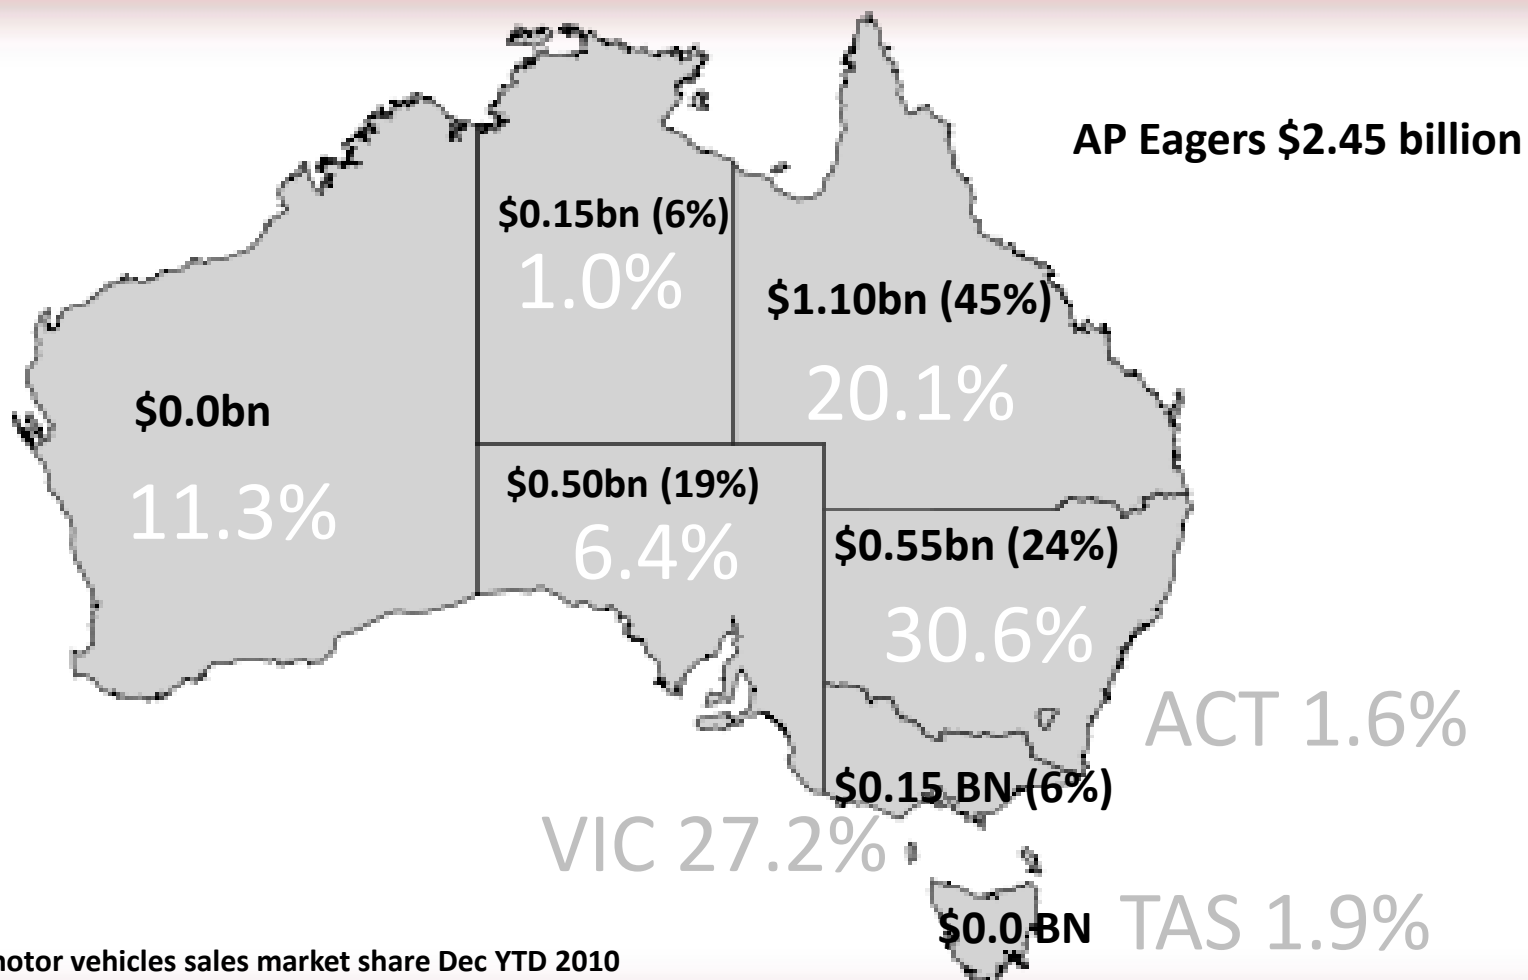 AP Eagers $2.45 billion
$0.15bn (6%)
1.0%
$1.10bn (45%)
20.1%
$0.0bn
11.3%
$0.50bn (19%)
6.4%
$0.55bn (24%)
30.6%
ACT 1.6%
$0.15 BN (6%)
VIC 27.2%
$0.0 BN
TAS 1.9%
vehicles sales market share Dec YTD 2010